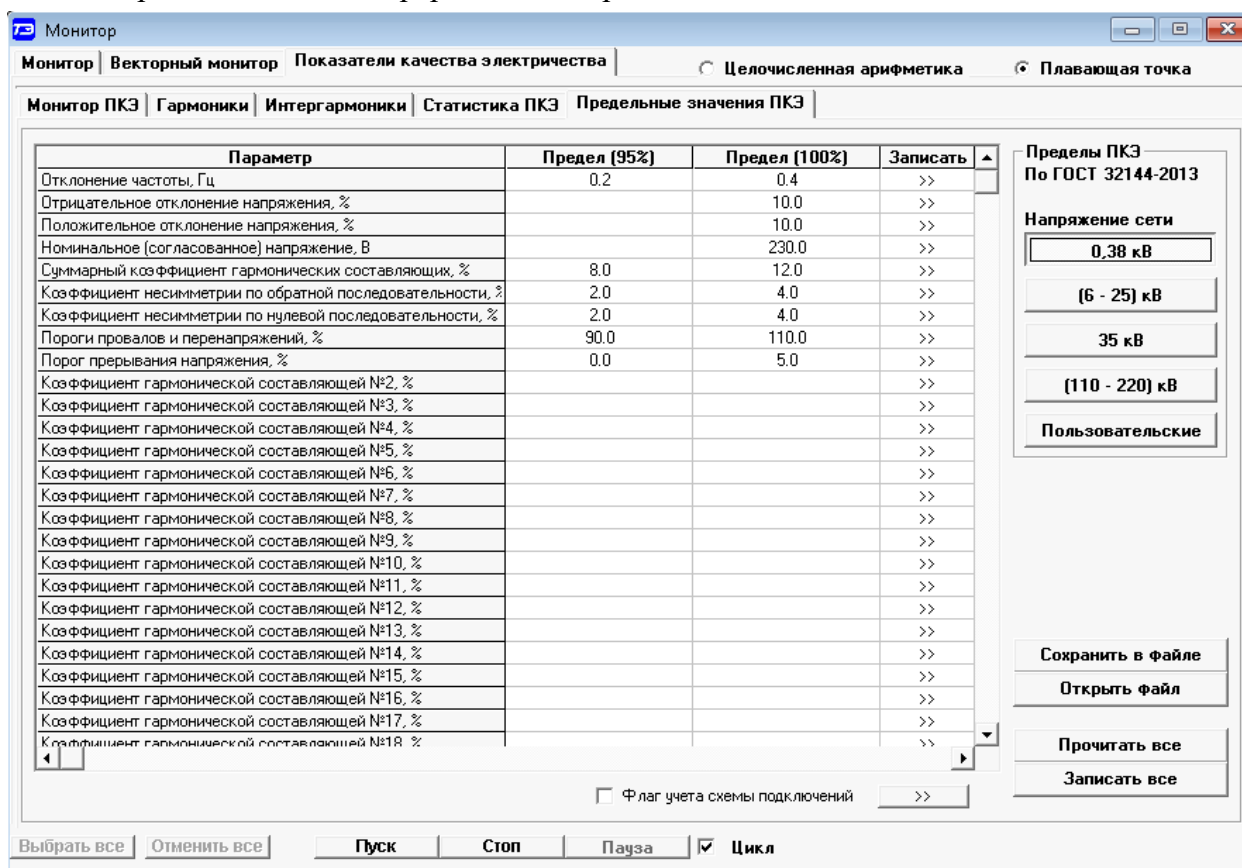 ТЭ Монитор
Монитор Векторный монитор Показатели качества электричества Целочисленная арифметика Плавающая точка
Монитор ПКЭ Гармоники Интергармоники Статистика ПКЭ Предельные значения ПКЭ
Параметр Предел (95%) Предел (100%) Записать
Отклонение частоты, Гц 0.2 0.4 >>
Отрицательное отклонение напряжения, % 10.0 >>
Положительное отклонение напряжения, % 10.0 >>
Номинальное (согласованное) напряжение, В 230.0 >>
Суммарный коэффициент гармонических составляющих, % 8.0 12.0 >>
Коэффициент несимметрии по обратной последовательности, % 2.0 4.0 >>
Коэффициент несимметрии по нулевой последовательности, % 2.0 4.0 >>
Пороги провалов и перенапряжений, % 90.0 110.0 >>
Порог прерывания напряжения, % 0.0 5.0 >>
Коэффициент гармонической составляющей №2, % >>
Коэффициент гармонической составляющей №3, % >>
Коэффициент гармонической составляющей №4, % >>
Коэффициент гармонической составляющей №5, % >>
Коэффициент гармонической составляющей №6, % >>
Коэффициент гармонической составляющей №7, % >>
Коэффициент гармонической составляющей №8, % >>
Коэффициент гармонической составляющей №9, % >>
Коэффициент гармонической составляющей №10, % >>
Коэффициент гармонической составляющей №11, % >>
Коэффициент гармонической составляющей №12, % >>
Коэффициент гармонической составляющей №13, % >>
Коэффициент гармонической составляющей №14, % >>
Коэффициент гармонической составляющей №15, % >>
Коэффициент гармонической составляющей №16, % >>
Коэффициент гармонической составляющей №17, % >>
Коэффициент гармонической составляющей №18, % >>
Пределы ПКЭ
По ГОСТ 32144-2013
Напряжение сети
0,38 кВ
(6 - 25) кВ
35 кВ
(110 - 220) кВ
Пользовательские
Сохранить в файле
Открыть файл
Прочитать все
Записать все
Флаг учета схемы подключений >>
Выбрать все Отменить все Пуск Стоп Пауза Цикл